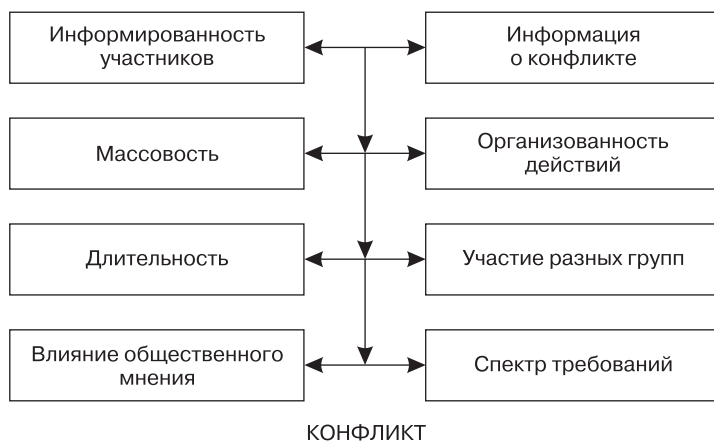 Информированность
участников
Информация
о конфликте
Массовость
Организованность
действий
Длительность
Участие разных групп
Влияние общественного
мнения
Спектр требований
КОНФЛИКТ